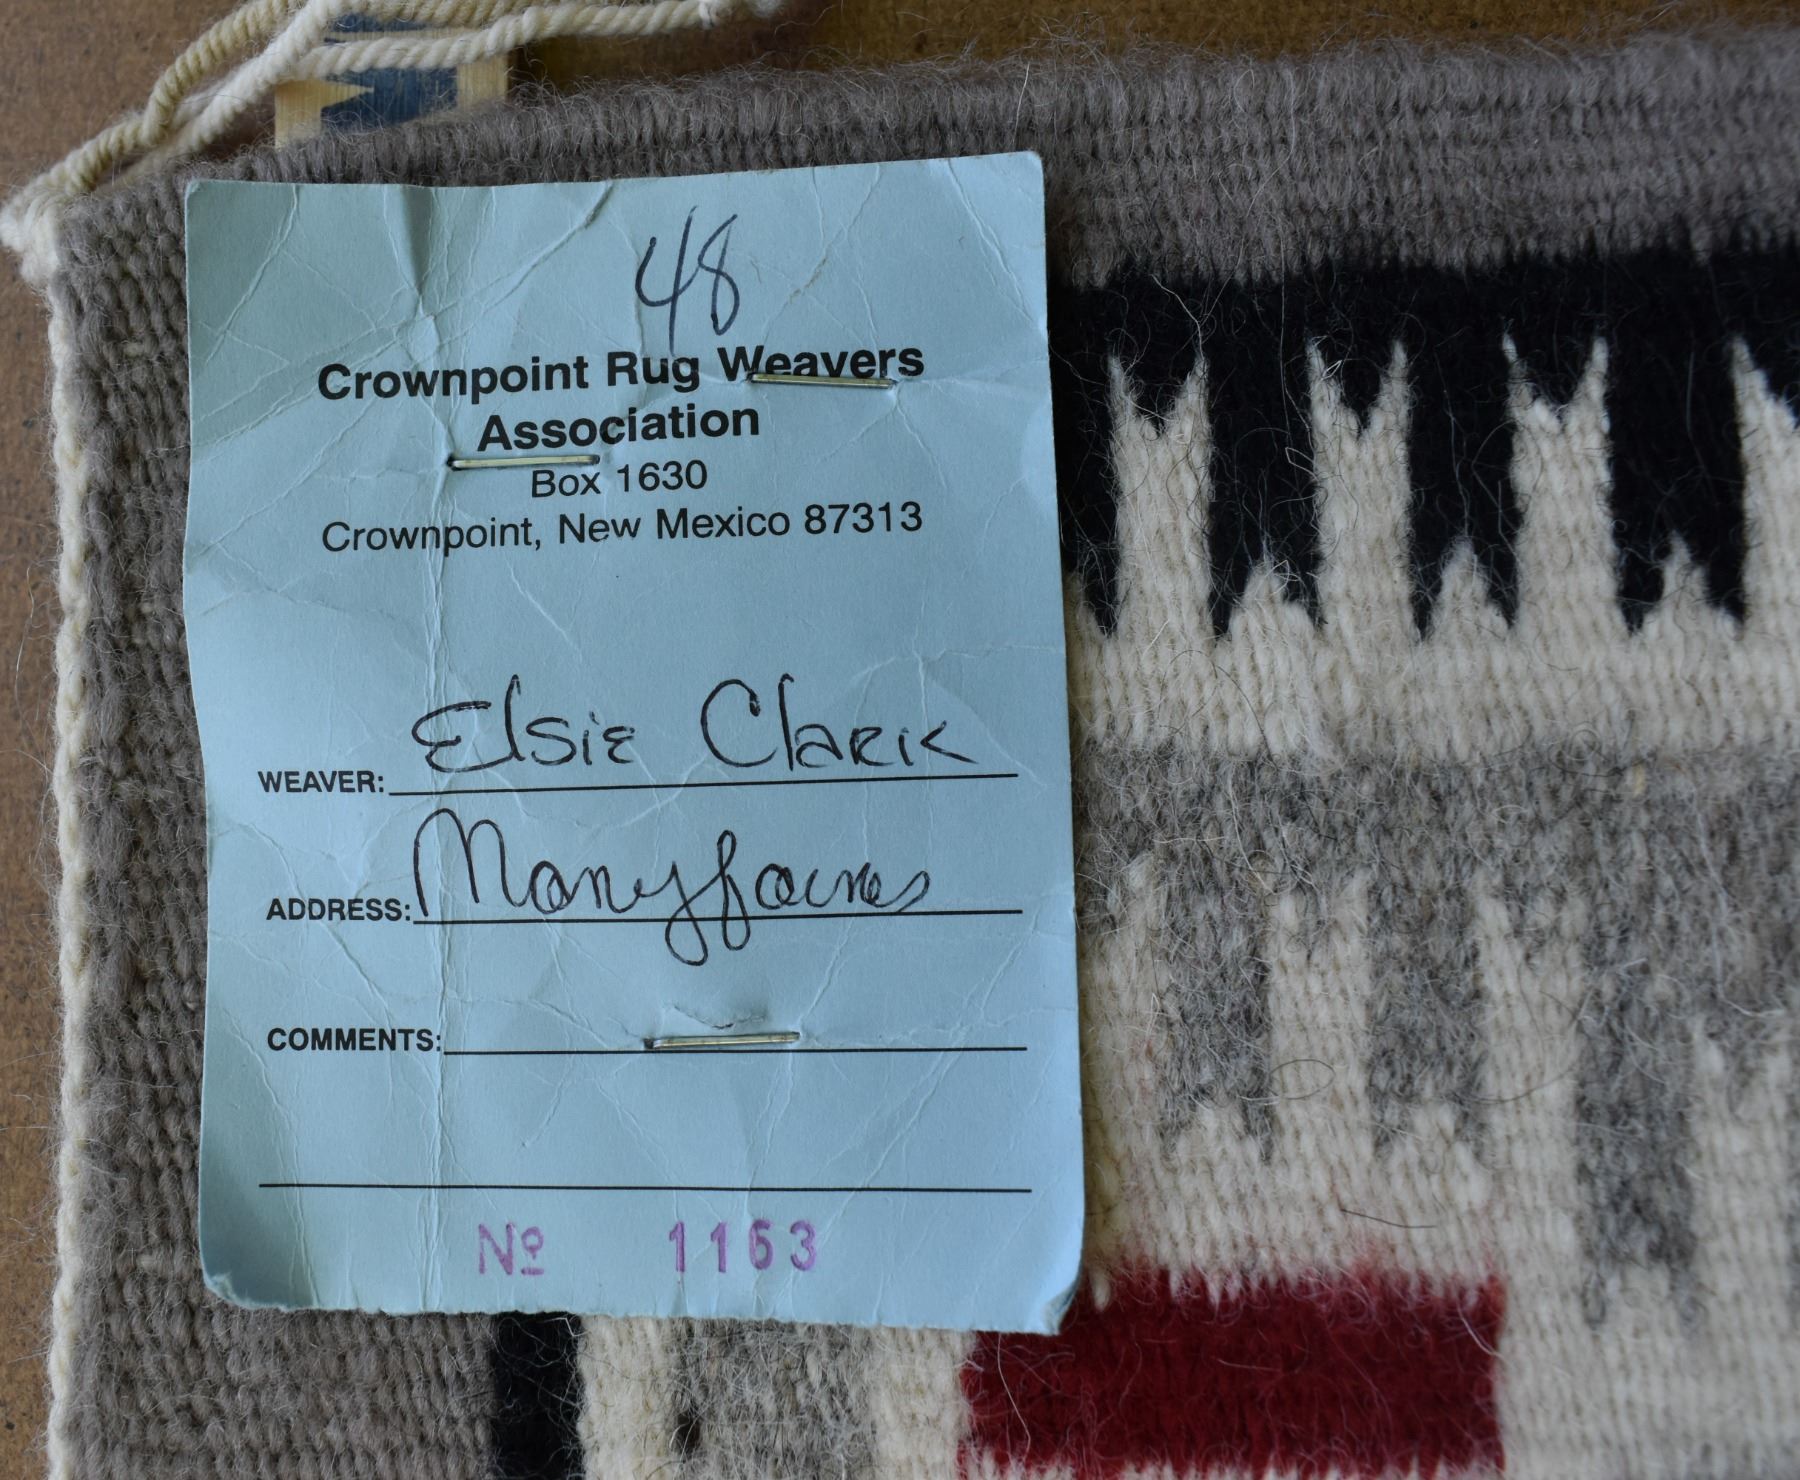 48
Crownpoint Rug Weavers
Association
Box 1630
Crownpoint, New Mexico 87313
WEAVER: Elsie Clark
ADDRESS: Manyfarms
COMMENTS:
Nº 1163